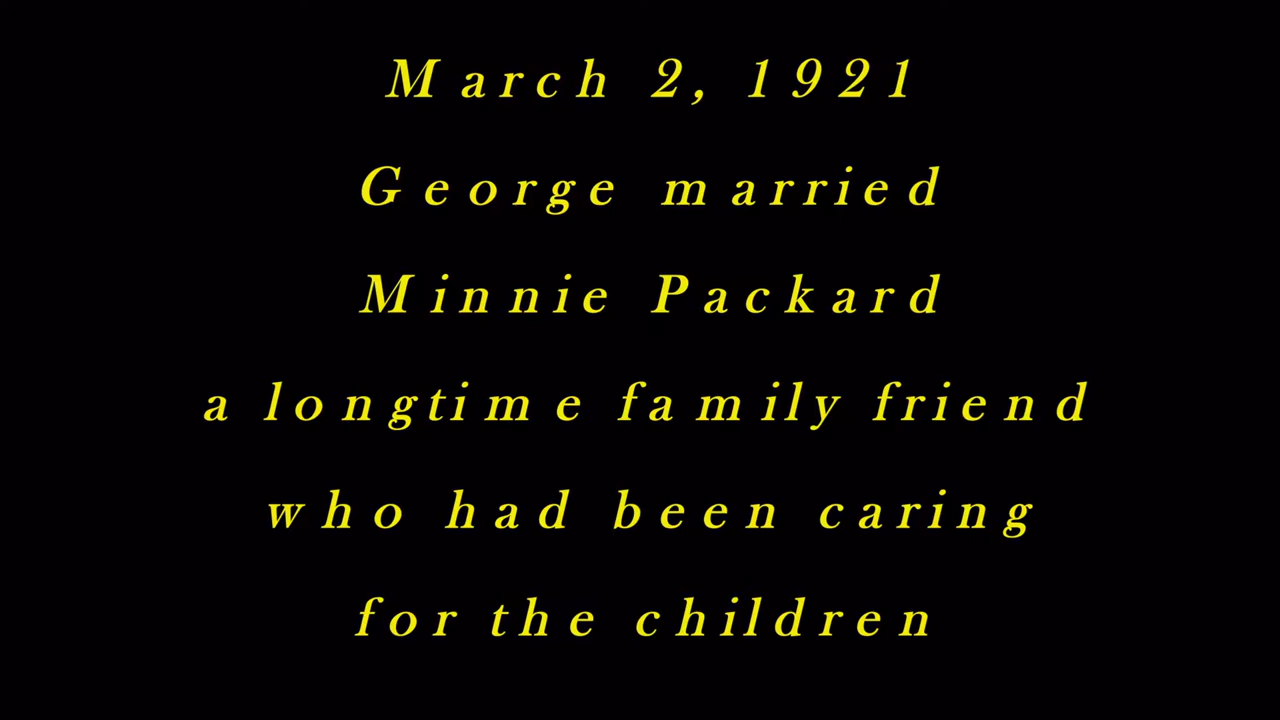 March 2, 1921
George married
Minnie Packard
a longtime family friend
who had been caring
for the children